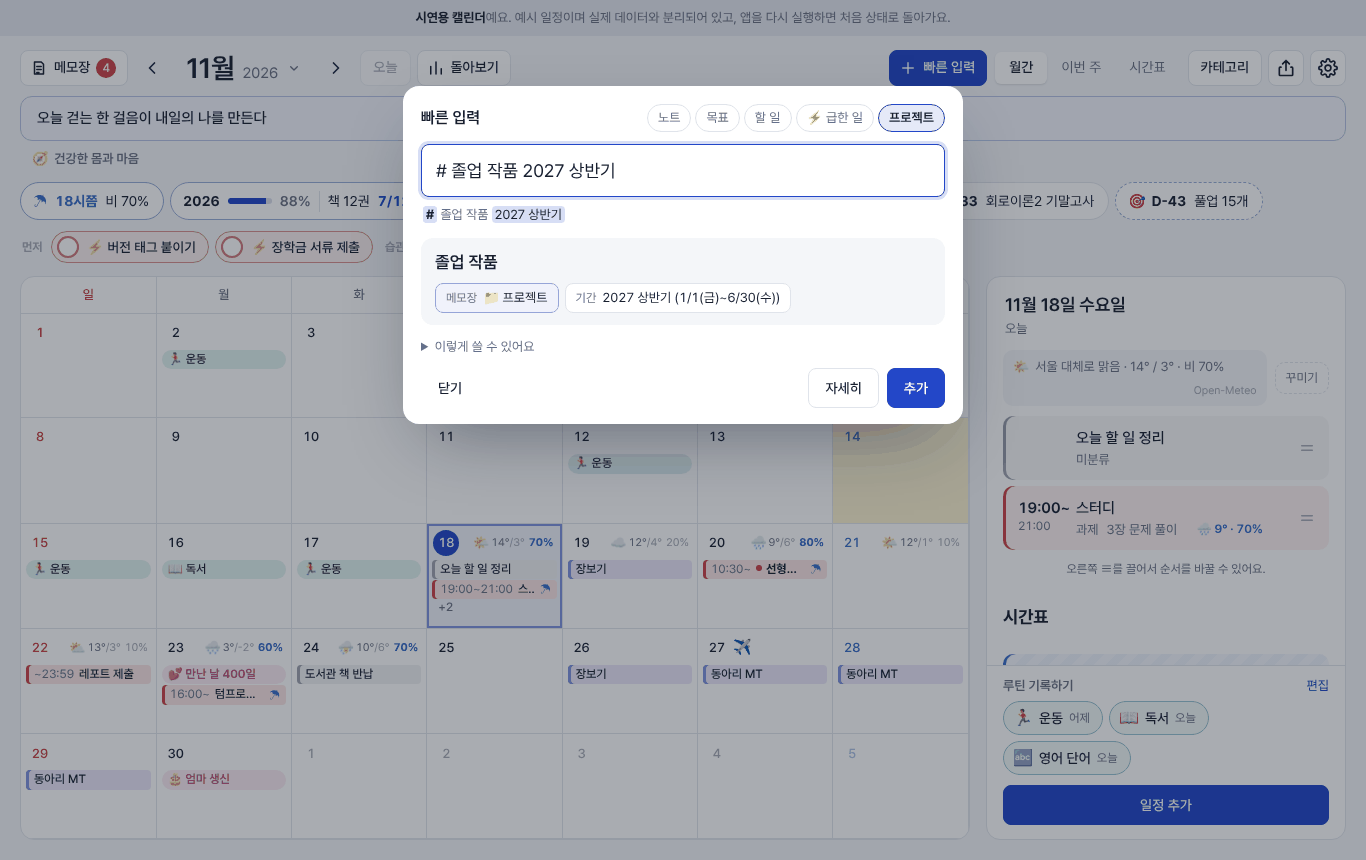 시연용 캘린더예요. 예시 일정이며 실제 데이터와 분리되어 있고, 앱을 다시 실행하면 처음 상태로 돌아가요.
메모장 4 11월 2026 오늘 돌아보기 + 빠른 입력 월간 이번 주 시간표 카테고리
오늘 걷는 한 걸음이 내일의 나를 만든다
건강한 몸과 마음
18시쯤 비 70% 2026 88% 책 12권 회로이론2 기말고사 D-43 풀업 15개
먼저 버전 태그 붙이기 장학금 서류 제출
빠른 입력 노트 목표 할 일 급한 일 프로젝트
# 졸업 작품 2027 상반기
# 졸업 작품 2027 상반기
졸업 작품
메모장 프로젝트 기간 2027 상반기 (1/1(금)~6/30(수))
▶ 이렇게 쓸 수 있어요
닫기 자세히 추가
일 월 화
1 2 3
운동
8 9 10 11 12 13 14
운동
15 16 17 18 14°/3° 70% 19 12°/4° 20% 20 9°/6° 80% 21 12°/1° 10%
운동 독서 운동 오늘 할 일 정리 장보기 10:30~ 선형...
19:00~21:00 스..
+2
22 13°/3° 10% 23 3°/-2° 60% 24 10°/6° 70% 25 26 27 28
~23:59 레포트 제출 만난 날 400일 도서관 책 반납 장보기 동아리 MT 동아리 MT
16:00~ 텀프로...
29 30 1 2 3 4 5
동아리 MT 엄마 생신
11월 18일 수요일
오늘
서울 대체로 맑음 · 14° / 3° · 비 70%
Open-Meteo
꾸미기
오늘 할 일 정리
미분류
19:00~ 스터디
21:00 과제 3장 문제 풀이 9° · 70%
오른쪽 ≡를 끌어서 순서를 바꿀 수 있어요.
시간표
루틴 기록하기 편집
운동 어제 독서 오늘
영어 단어 오늘
일정 추가